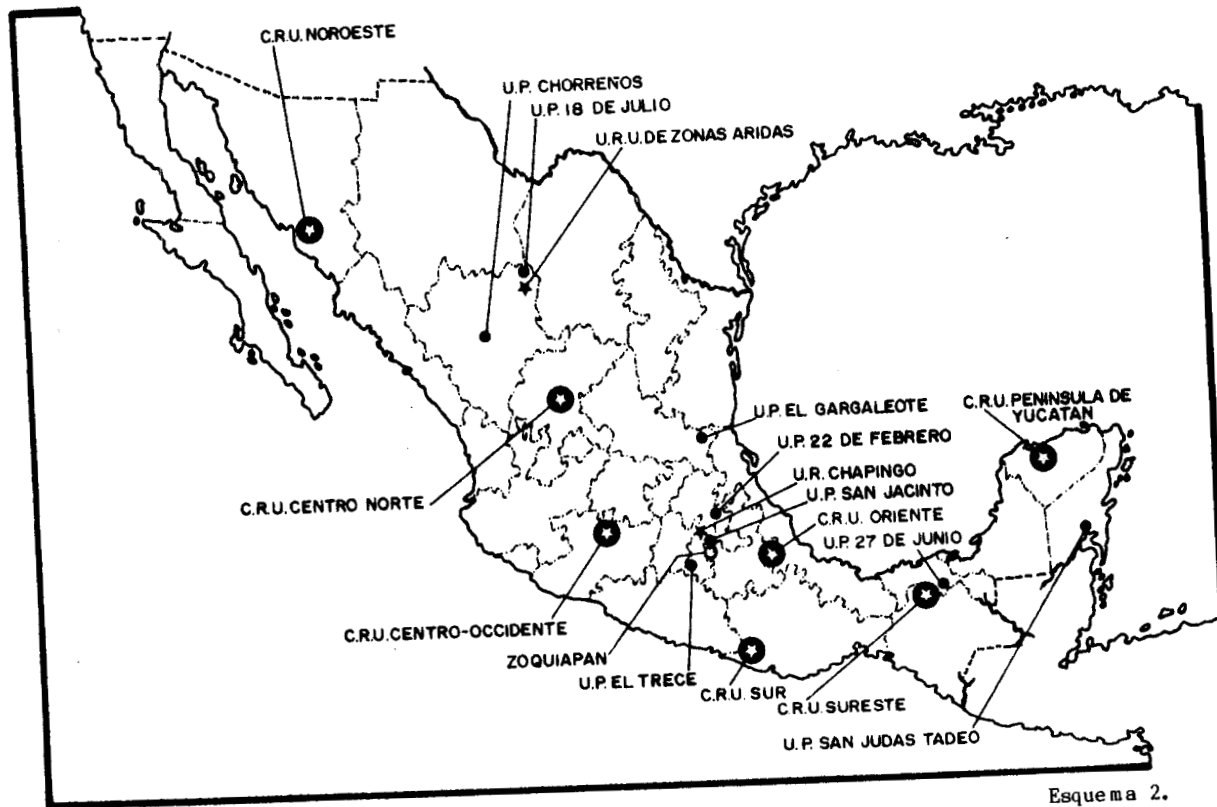 C.R.U. NOROESTE
U.P. CHORREÑOS
U.P. 18 DE JULIO
U.R.U. DE ZONAS ARIDAS
U.P. EL GARGALEOTE
C.R.U. PENINSULA DE
YUCATAN
U.P. 22 DE FEBRERO
U.R. CHAPINGO
U.P. SAN JACINTO
C.R.U. ORIENTE
U.P. 27 DE JUNIO
C.R.U. CENTRO NORTE
C.R.U. CENTRO-OCCIDENTE
ZOQUIAPAN
U.P. EL TRECE
C.R.U. SUR
C.R.U. SURESTE
U.P. SAN JUDAS TADEO
Esquema 2.